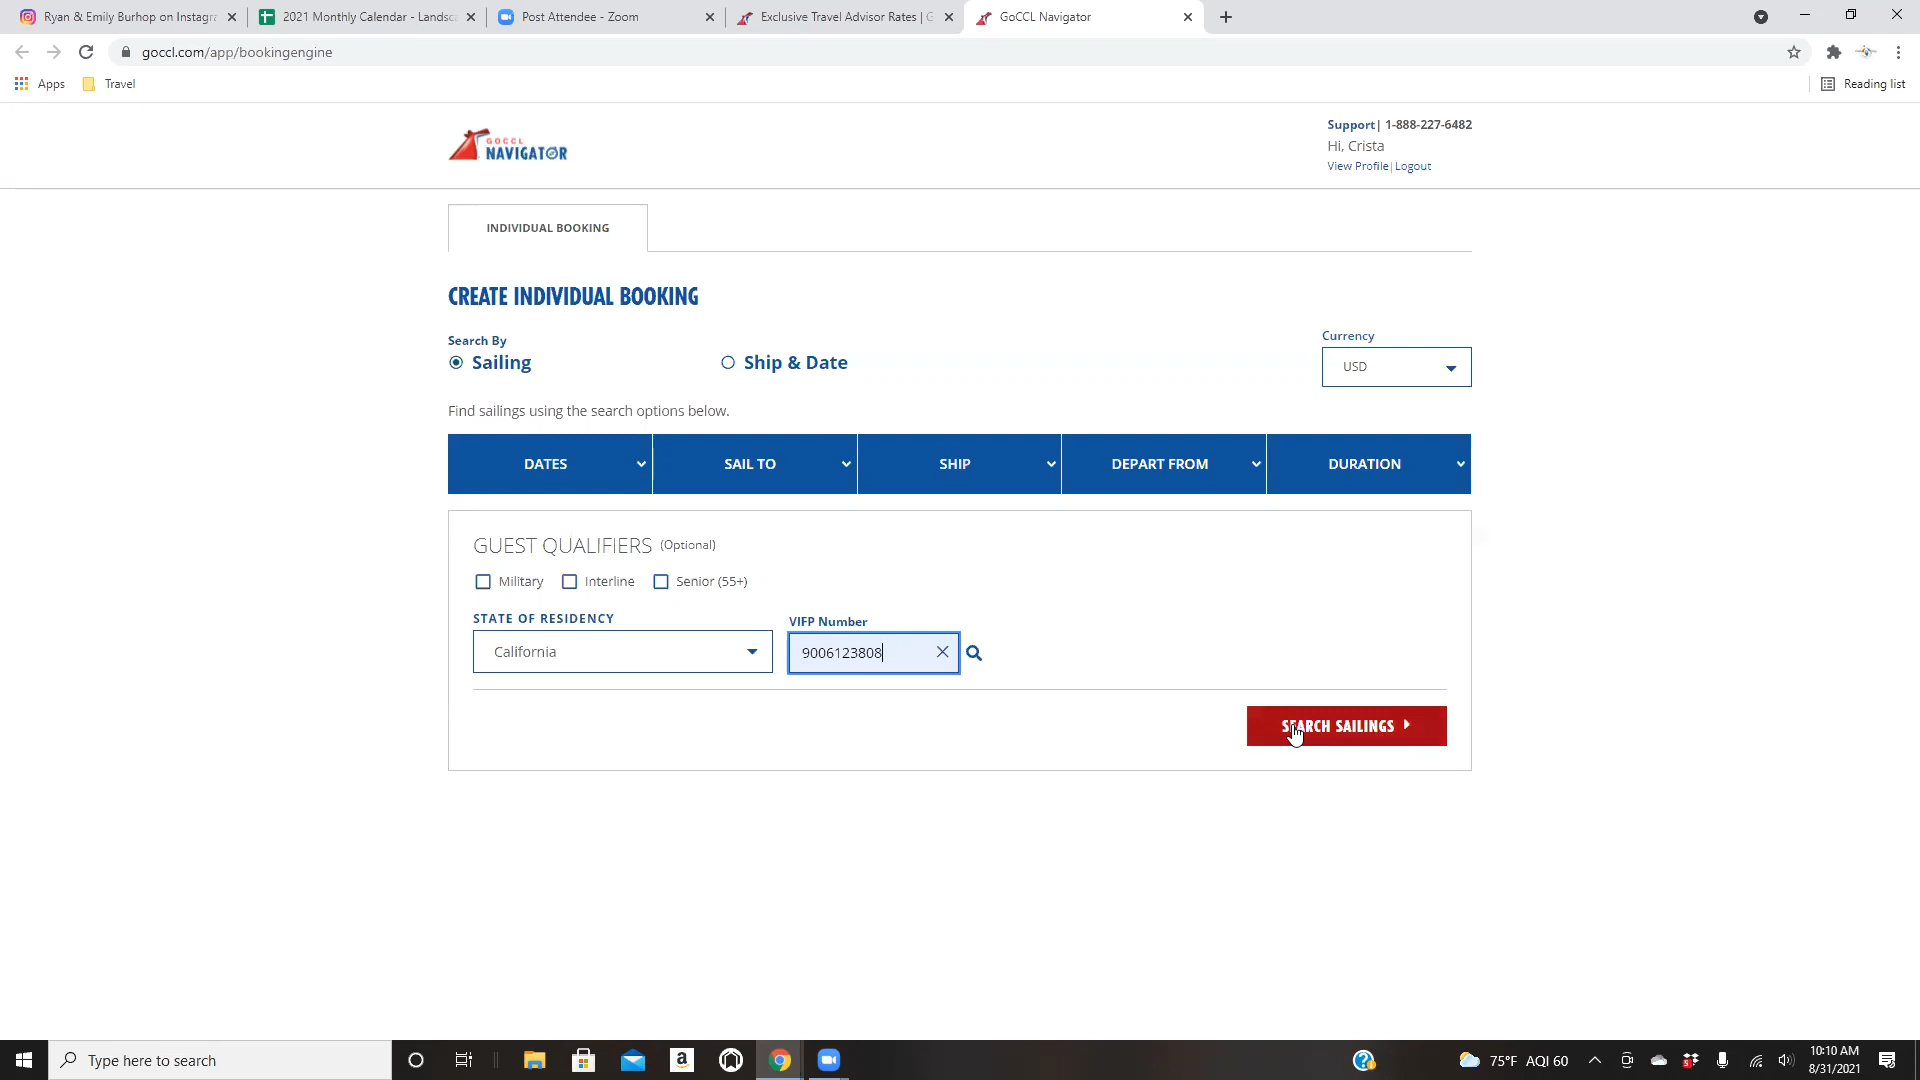 Ryan & Emily Burhop on Instagra
2021 Monthly Calendar - Landsca
Post Attendee - Zoom
Exclusive Travel Advisor Rates | G
GoCCL Navigator
goccl.com/app/bookingengine
Apps
Travel
Reading list
GOCCL
NAVIGATOR
Support| 1-888-227-6482
Hi, Crista
View Profile|Logout
INDIVIDUAL BOOKING
CREATE INDIVIDUAL BOOKING
Search By
Sailing
Ship & Date
Currency
USD
Find sailings using the search options below.
DATES
SAIL TO
SHIP
DEPART FROM
DURATION
GUEST QUALIFIERS (Optional)
Military
Interline
Senior (55+)
STATE OF RESIDENCY
VIFP Number
California
9006123808
SEARCH SAILINGS
Type here to search
75°F AQI 60
10:10 AM
8/31/2021